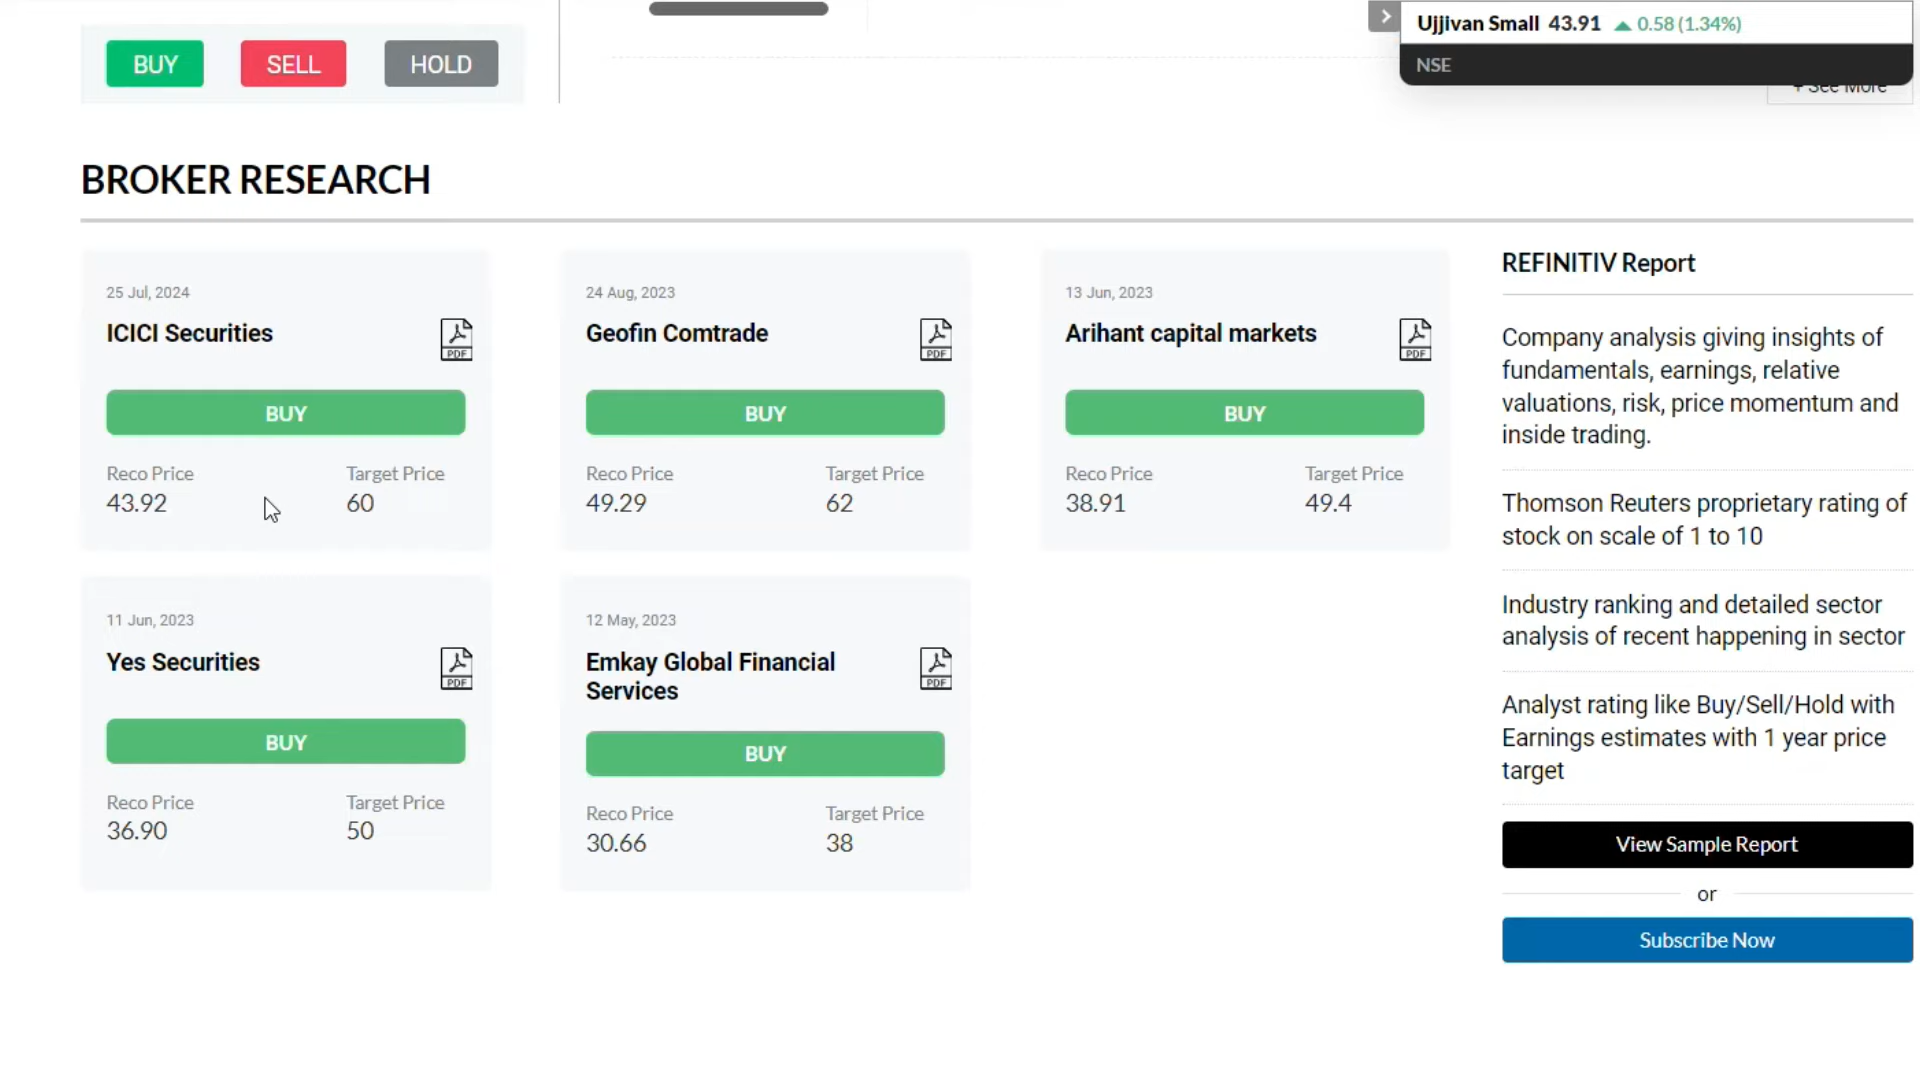 BUY SELL HOLD
Ujjivan Small 43.91 ▲ 0.58 (1.34%)
NSE
+ See More
BROKER RESEARCH
25 Jul, 2024
ICICI Securities
PDF
BUY
Reco Price Target Price
43.92 60
24 Aug, 2023
Geofin Comtrade
PDF
BUY
Reco Price Target Price
49.29 62
13 Jun, 2023
Arihant capital markets
PDF
BUY
Reco Price Target Price
38.91 49.4
11 Jun, 2023
Yes Securities
PDF
BUY
Reco Price Target Price
36.90 50
12 May, 2023
Emkay Global Financial
Services
PDF
BUY
Reco Price Target Price
30.66 38
REFINITIV Report
Company analysis giving insights of
fundamentals, earnings, relative
valuations, risk, price momentum and
inside trading.
Thomson Reuters proprietary rating of
stock on scale of 1 to 10
Industry ranking and detailed sector
analysis of recent happening in sector
Analyst rating like Buy/Sell/Hold with
Earnings estimates with 1 year price
target
View Sample Report
or
Subscribe Now